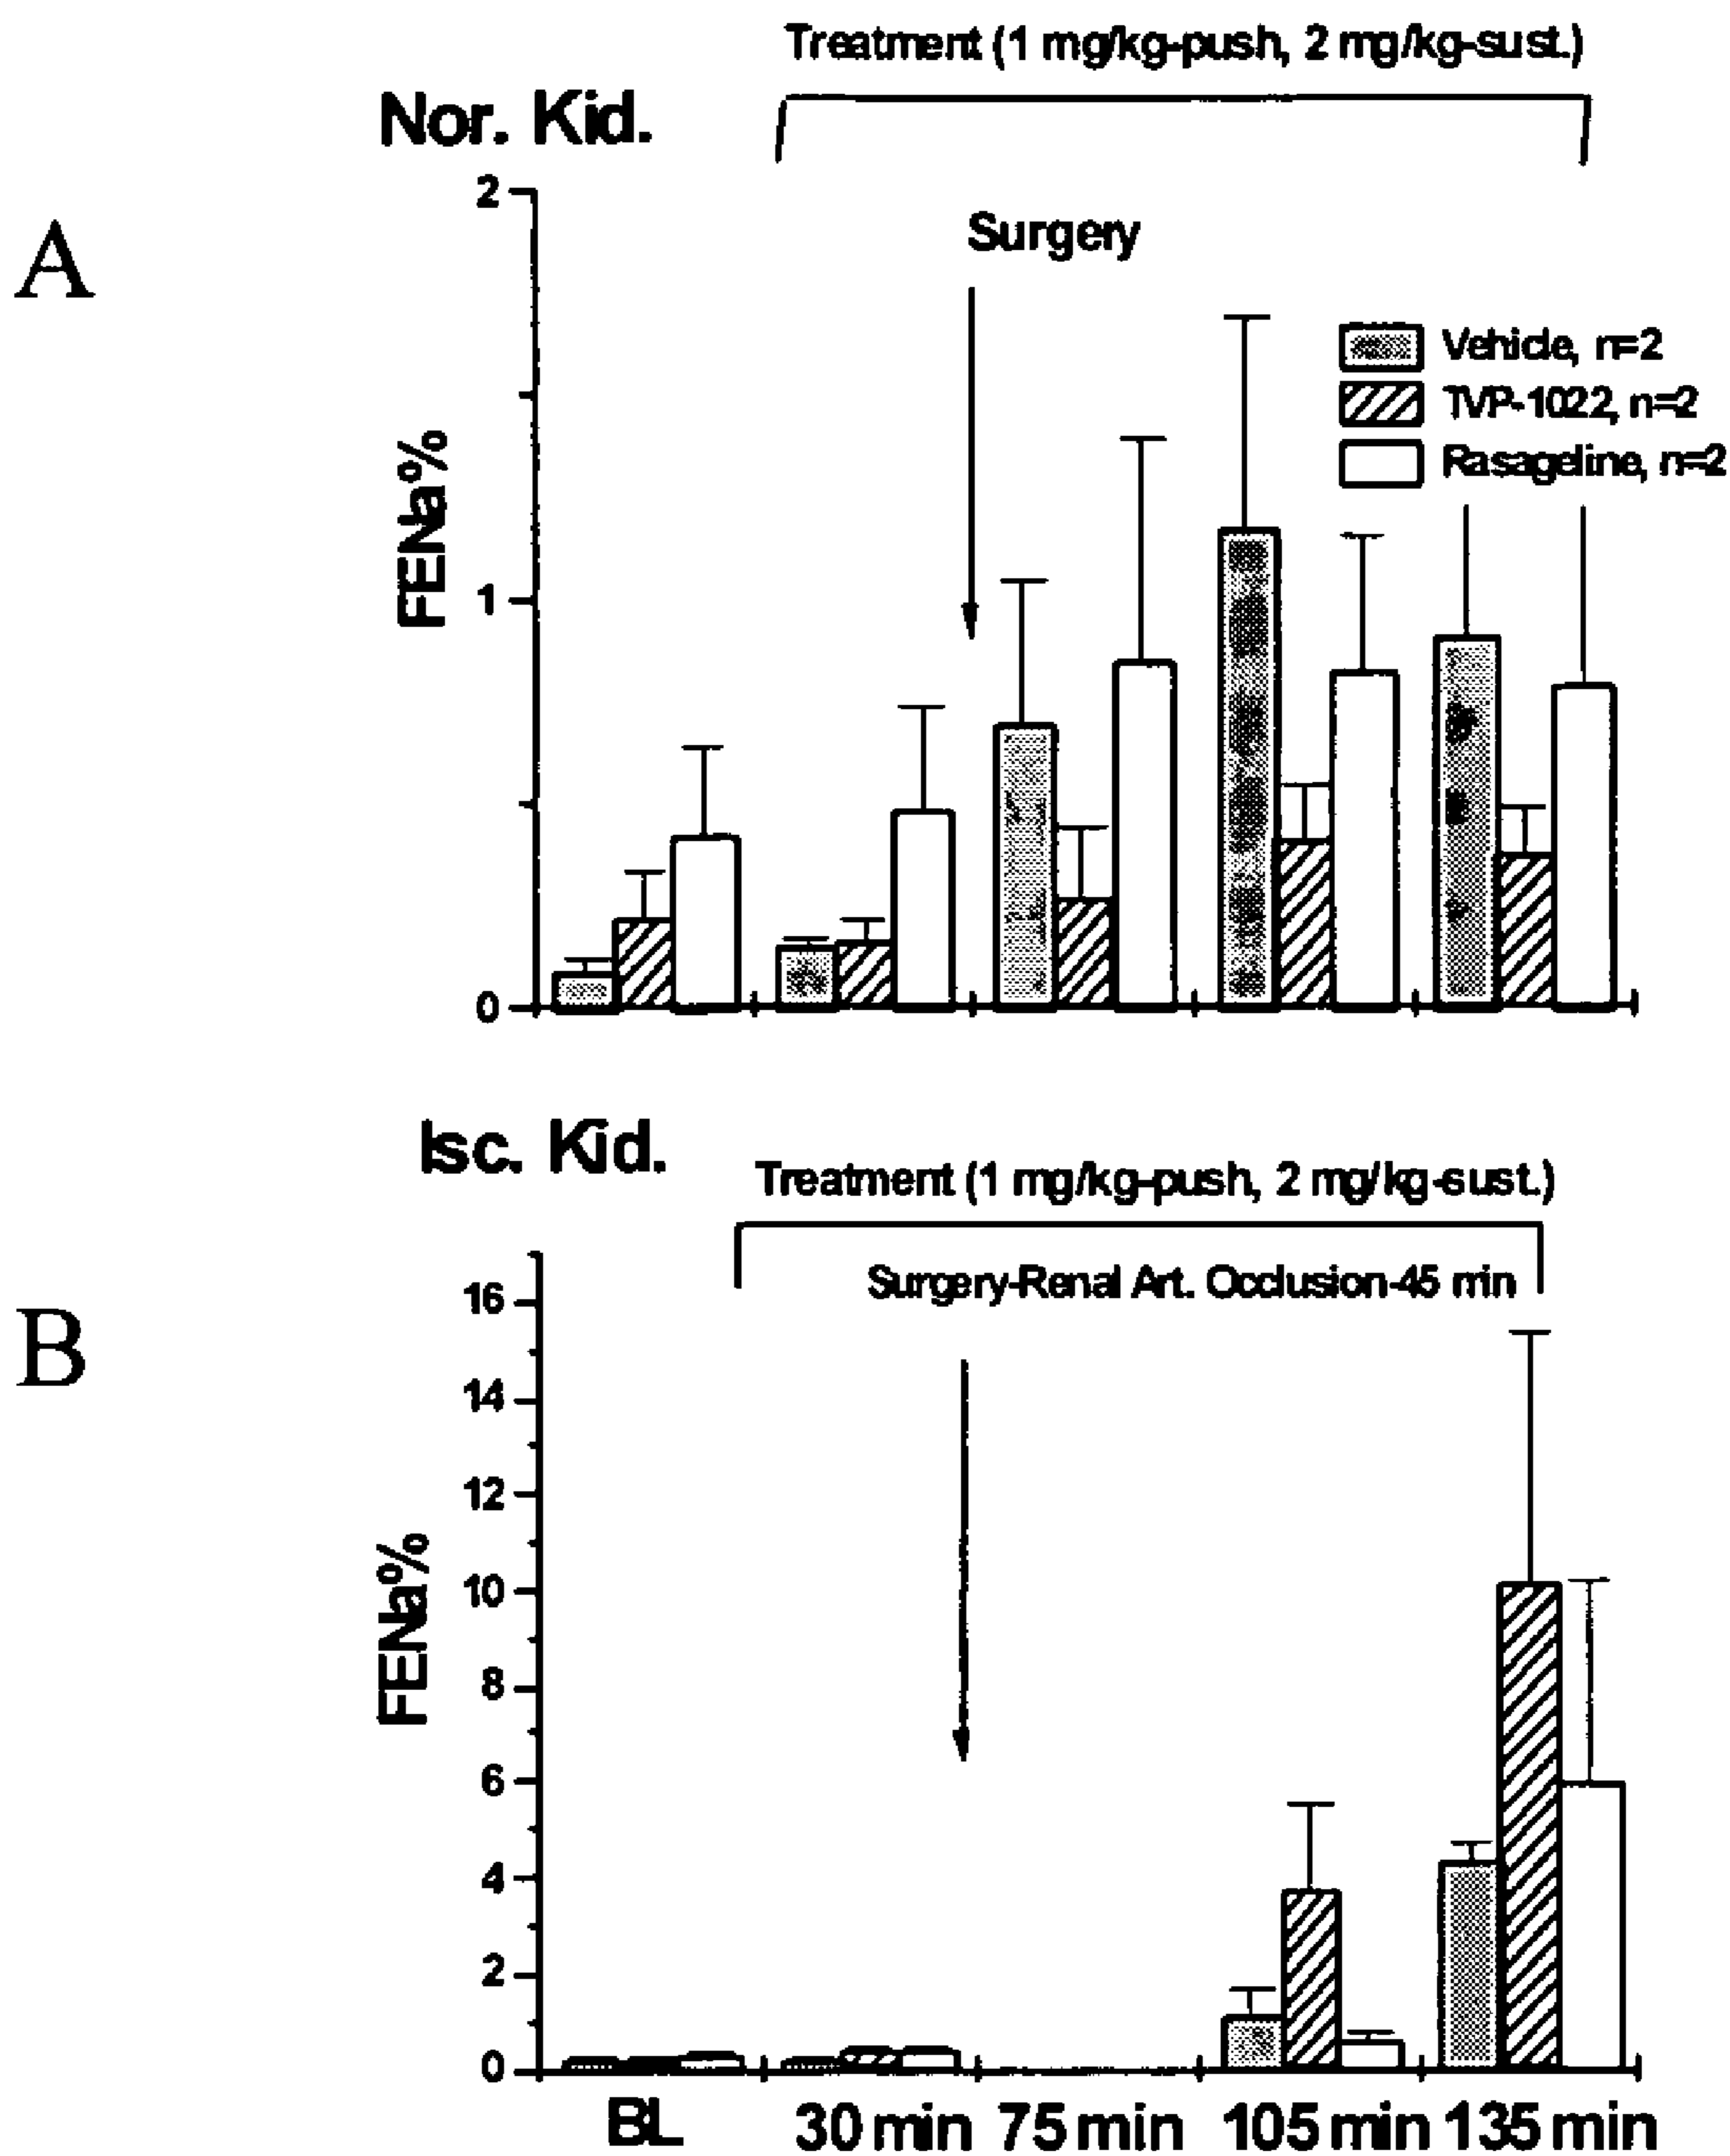 Treatment (1 mg/kg-push, 2 mg/kg-sust.)
Nor. Kid.
A
2
Surgery
Vehicle, n=2
TVP-1022, n=2
Rasageline, n=2
FENa%
1
0
Isc. Kid.
Treatment (1 mg/kg-push, 2 mg/kg-sust.)
Surgery-Renal Art. Occlusion-45 min
B
16
14
12
10
FENa%
8
6
4
2
0
BL 30 min 75 min 105 min 135 min